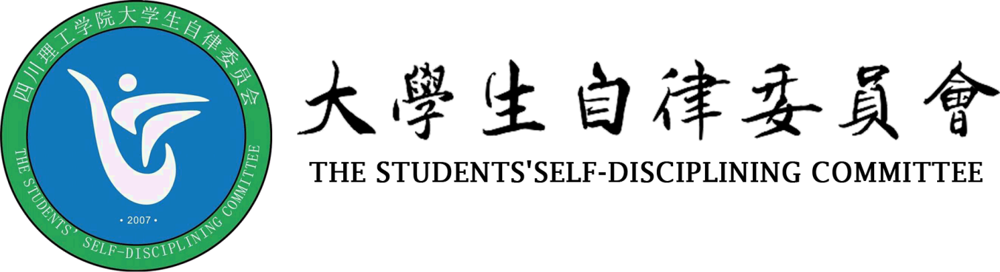 四川理工学院大学生自律委员会
THE STUDENTS' SELF-DISCIPLINING COMMITTEE
• 2007 •
大學生自律委員會
THE STUDENTS'SELF-DISCIPLINING COMMITTEE